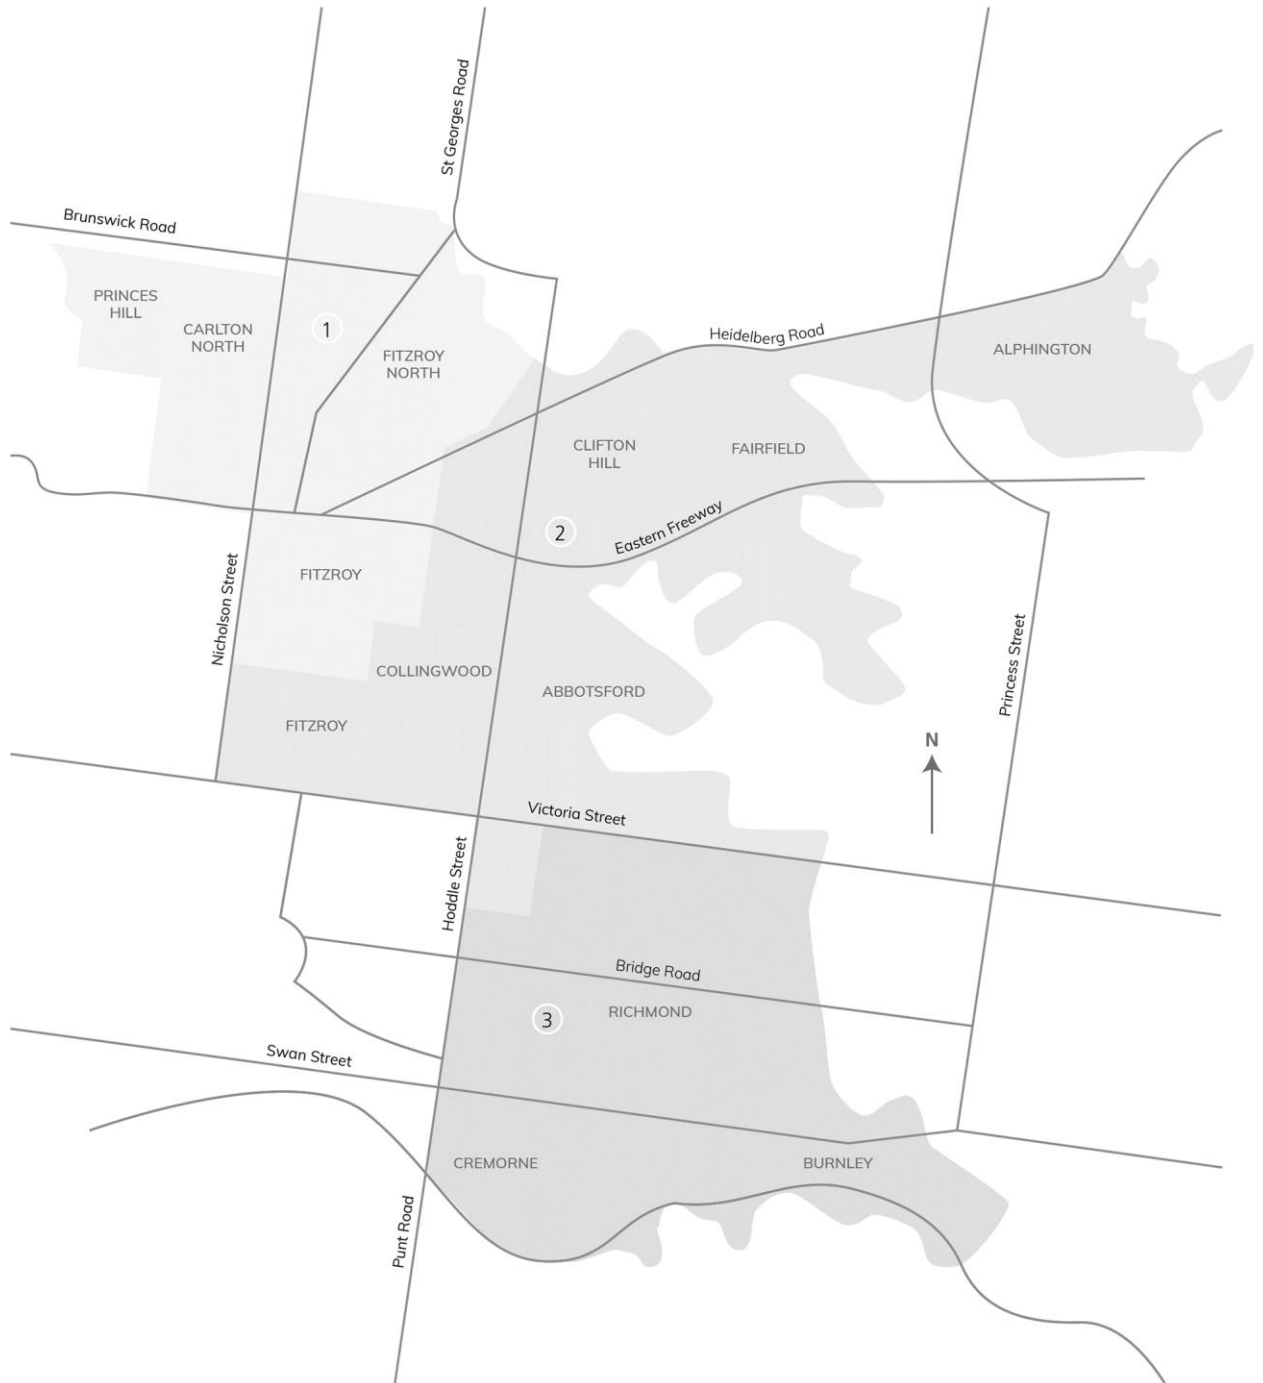 St Georges Road
Brunswick Road
PRINCES
HILL
CARLTON
NORTH
1
FITZROY
NORTH
Heidelberg Road
ALPHINGTON
CLIFTON
HILL
FAIRFIELD
2
Eastern Freeway
FITZROY
Nicholson Street
COLLINGWOOD
ABBOTSFORD
Princess Street
FITZROY
N
Victoria Street
Hoddle Street
Bridge Road
RICHMOND
3
Swan Street
CREMORNE
BURNLEY
Punt Road